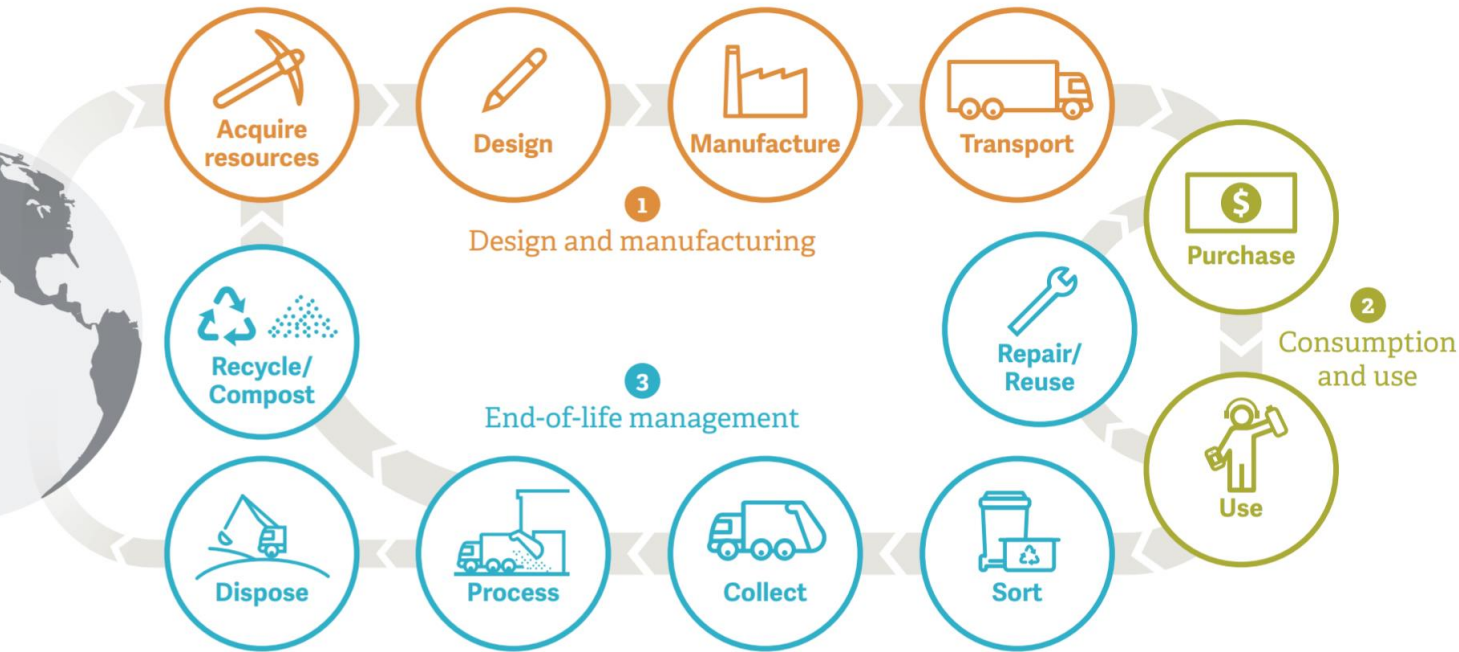 Acquire
resources
Design
Manufacture
Transport
1
Design and manufacturing
$
Purchase
2
Consumption
and use
Use
Repair/
Reuse
3
End-of-life management
Recycle/
Compost
Dispose
Process
Collect
Sort